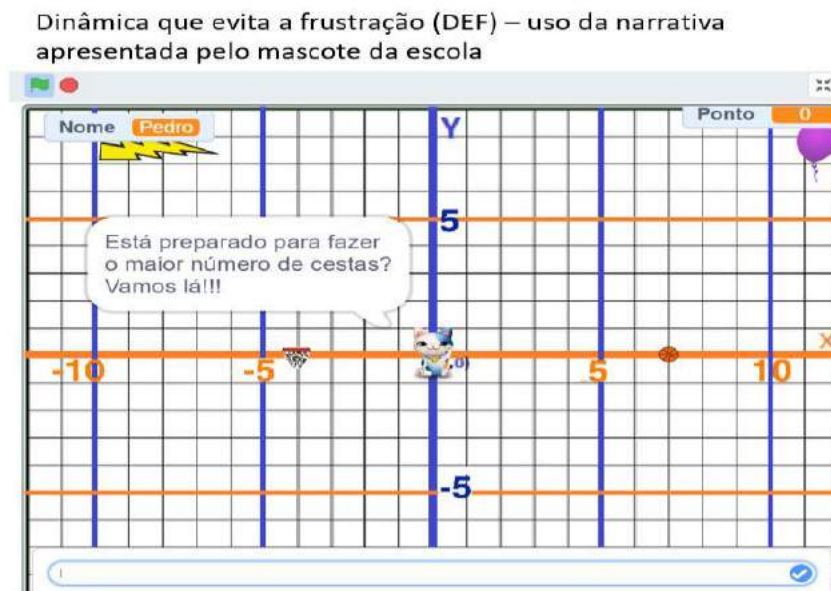 Dinâmica que evita a frustração (DEF) – uso da narrativa
apresentada pelo mascote da escola
Nome Pedro
Ponto 0
Y
5
Está preparado para fazer
o maior número de cestas?
Vamos lá!!!
X
-10 -5 5 10
-5